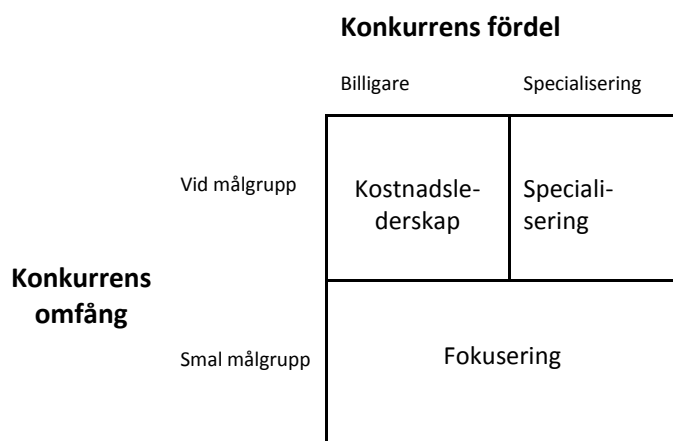 Konkurrens fördel
Billigare
Specialisering
Vid målgrupp
Kostnadsle-
derskap
Speciali-
sering
Konkurrens
omfång
Smal målgrupp
Fokusering